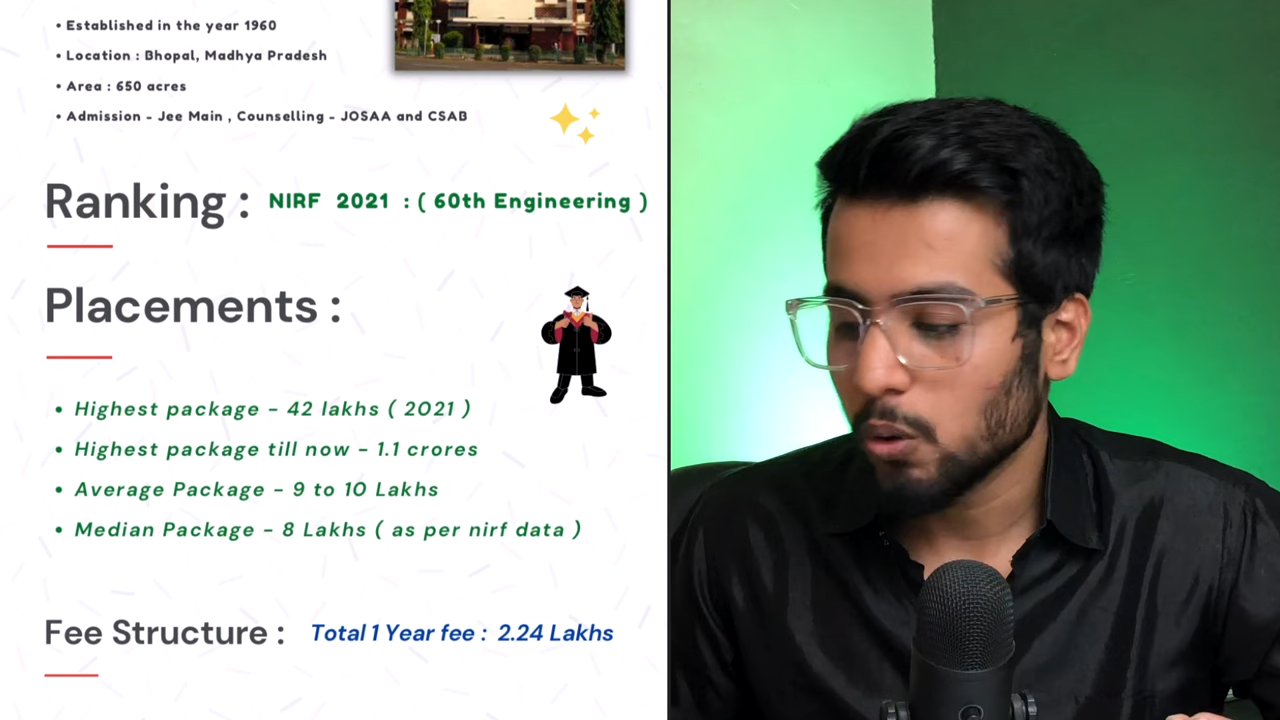 • Established in the year 1960
• Location : Bhopal, Madhya Pradesh
• Area : 650 acres
• Admission - Jee Main , Counselling - JOSAA and CSAB
Ranking : NIRF 2021 : ( 60th Engineering )
Placements :
• Highest package - 42 lakhs ( 2021 )
• Highest package till now - 1.1 crores
• Average Package - 9 to 10 Lakhs
• Median Package - 8 Lakhs ( as per nirf data )
Fee Structure : Total 1 Year fee : 2.24 Lakhs